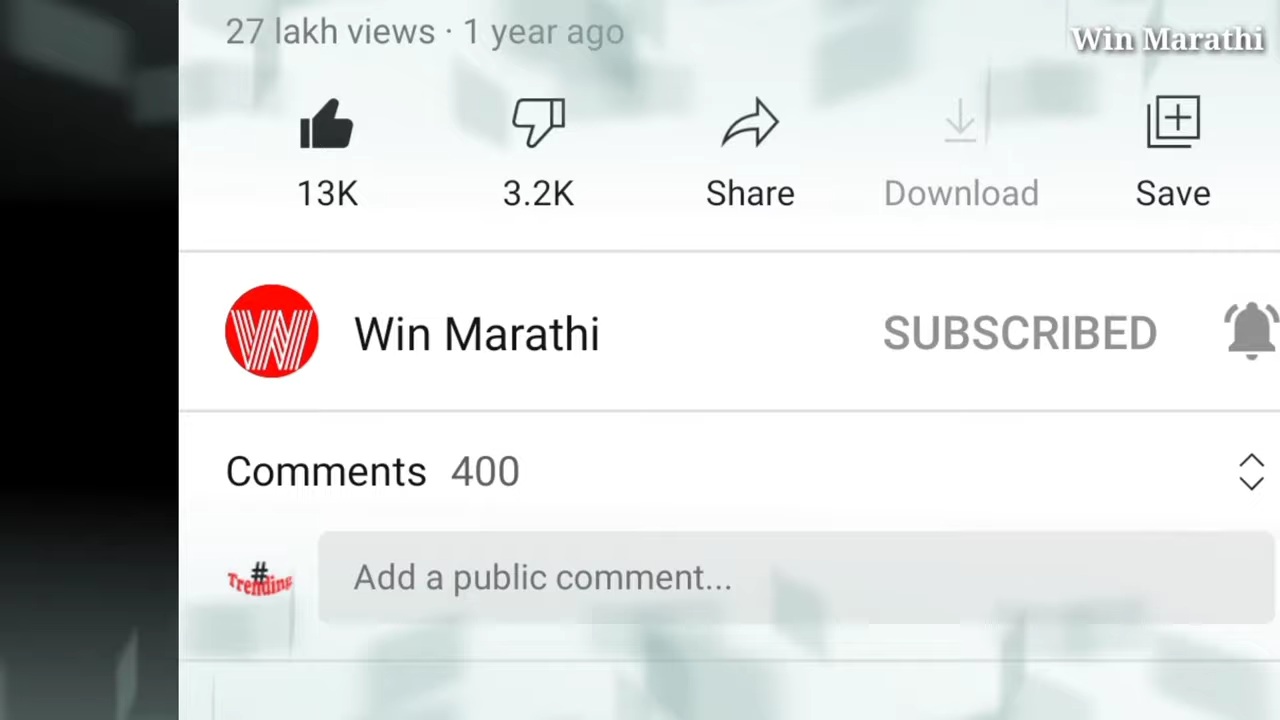 27 lakh views · 1 year ago
Win Marathi
13K
3.2K
Share
Download
Save
W
Win Marathi
SUBSCRIBED
Comments 400
#
Trending
Add a public comment...